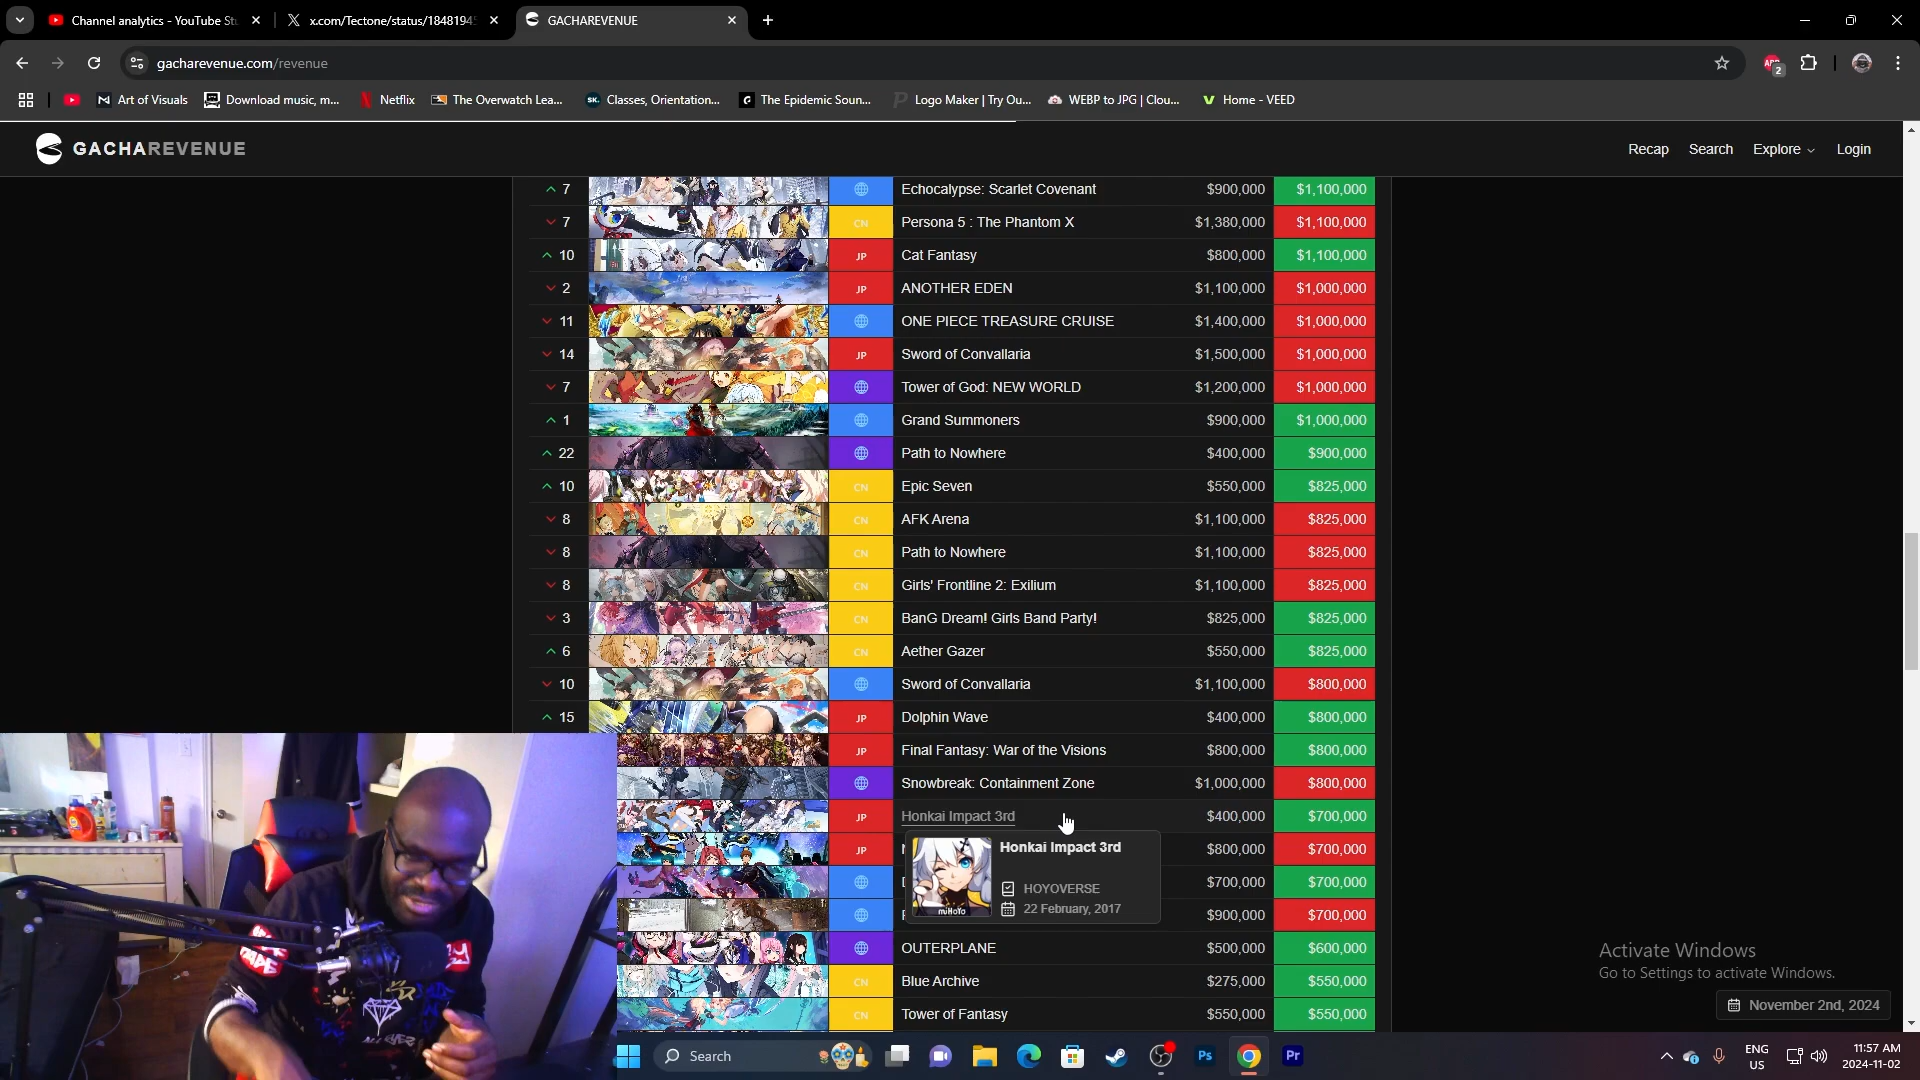 Channel analytics - YouTube St
x.com/Tectone/status/1848194
GACHAREVENUE
gacharevenue.com/revenue
ABP
2
Art of Visuals
Download music, m...
Netflix
The Overwatch Lea...
SK.
Classes, Orientation...
The Epidemic Soun...
Logo Maker | Try Ou...
WEBP to JPG | Clou...
Home - VEED
GACHAREVENUE
Recap
Search
Explore
Login
7 Echocalypse: Scarlet Covenant $900,000 $1,100,000
7 CN Persona 5 : The Phantom X $1,380,000 $1,100,000
10 JP Cat Fantasy $800,000 $1,100,000
2 JP ANOTHER EDEN $1,100,000 $1,000,000
11 ONE PIECE TREASURE CRUISE $1,400,000 $1,000,000
14 JP Sword of Convallaria $1,500,000 $1,000,000
7 Tower of God: NEW WORLD $1,200,000 $1,000,000
1 Grand Summoners $900,000 $1,000,000
22 Path to Nowhere $400,000 $900,000
10 CN Epic Seven $550,000 $825,000
8 CN AFK Arena $1,100,000 $825,000
8 CN Path to Nowhere $1,100,000 $825,000
8 CN Girls' Frontline 2: Exilium $1,100,000 $825,000
3 CN BanG Dream! Girls Band Party! $825,000 $825,000
6 CN Aether Gazer $550,000 $825,000
10 Sword of Convallaria $1,100,000 $800,000
15 JP Dolphin Wave $400,000 $800,000
JP Final Fantasy: War of the Visions $800,000 $800,000
Snowbreak: Containment Zone $1,000,000 $800,000
JP Honkai Impact 3rd $400,000 $700,000
JP $800,000 $700,000
$700,000 $700,000
$900,000 $700,000
Honkai Impact 3rd
HOYOVERSE
22 February, 2017
miHoYo
OUTERPLANE $500,000 $600,000
CN Blue Archive $275,000 $550,000
CN Tower of Fantasy $550,000 $550,000
Activate Windows
Go to Settings to activate Windows.
November 2nd, 2024
Search
Ps
Pr
ENG
US
11:57 AM
2024-11-02